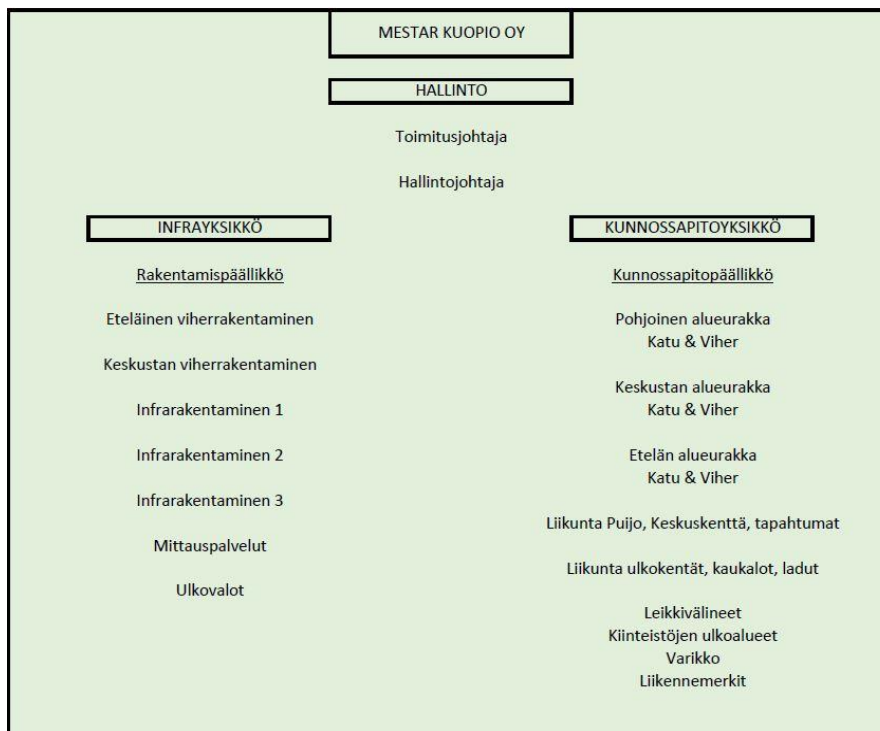 MESTAR KUOPIO OY
HALLINTO
Toimitusjohtaja
Hallintojohtaja
INFRAYKSIKKÖ
Rakentamispäällikkö
Eteläinen viherrakentaminen
Keskustan viherrakentaminen
Infrarakentaminen 1
Infrarakentaminen 2
Infrarakentaminen 3
Mittauspalvelut
Ulkovalot
KUNNOSSAPITOYKSIKKÖ
Kunnossapitopäällikkö
Pohjoinen alueurakka
Katu & Viher
Keskustan alueurakka
Katu & Viher
Etelän alueurakka
Katu & Viher
Liikunta Puijo, Keskuskenttä, tapahtumat
Liikunta ulkokentät, kaukalot, ladut
Leikkivälineet
Kiinteistöjen ulkoalueet
Varikko
Liikennemerkit